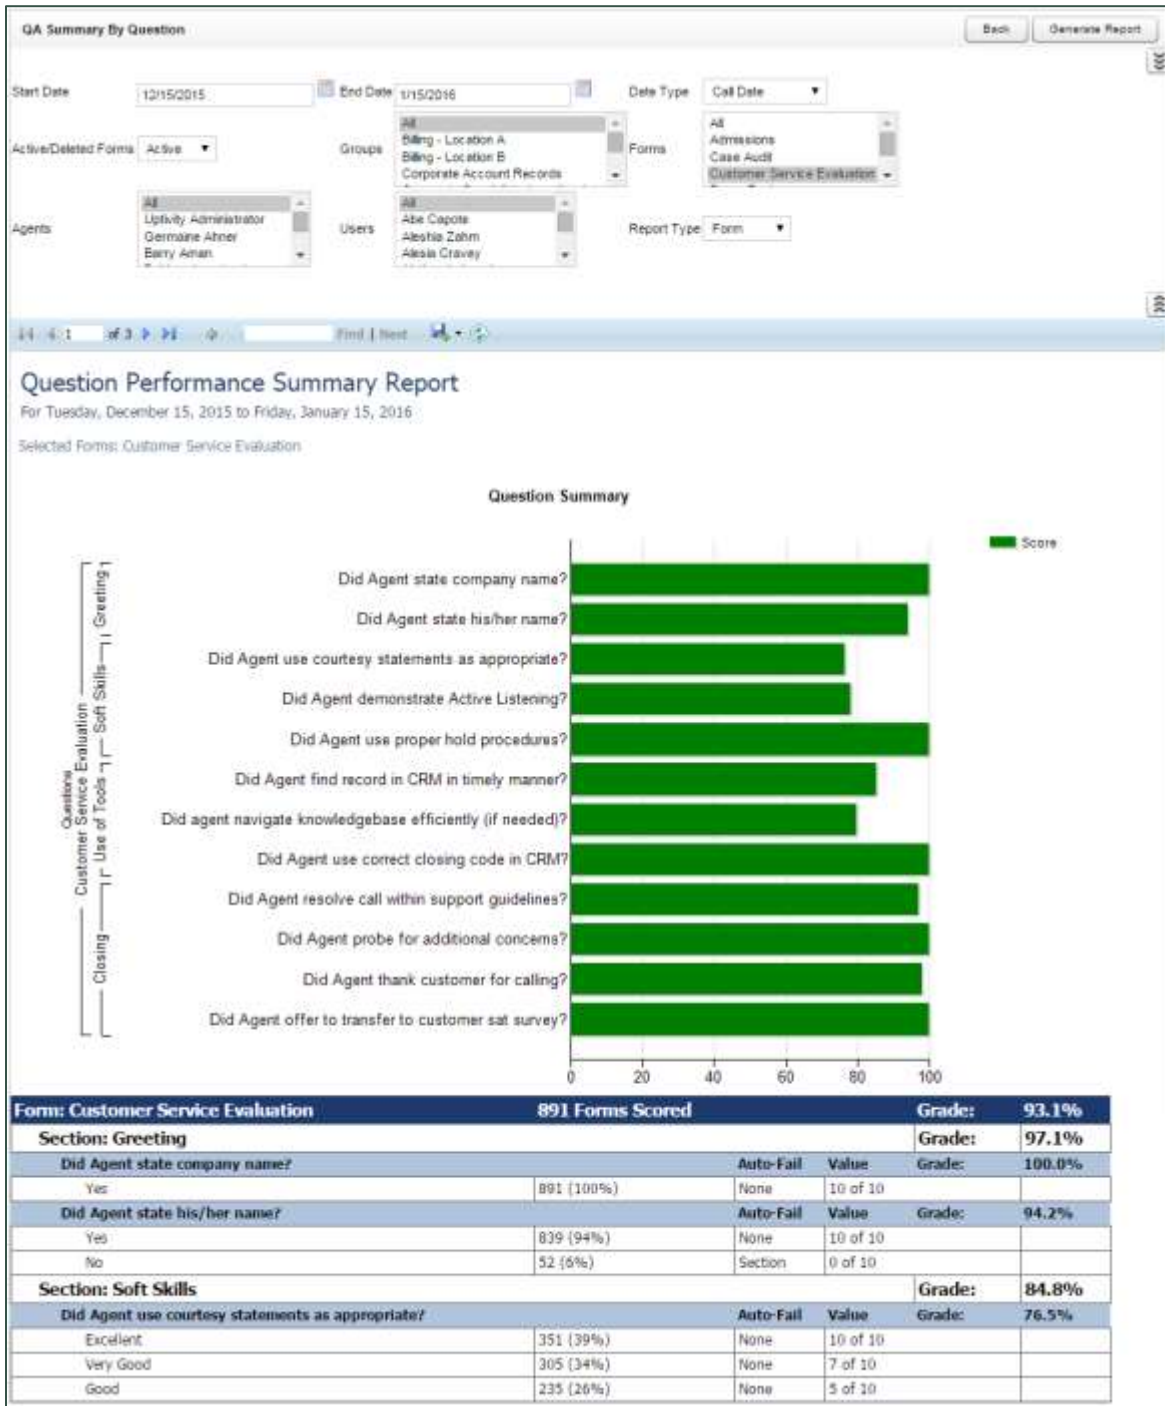 QA Summary By Question
Back
Generate Report
Start Date 12/15/2015 End Date 1/15/2016 Date Type Call Date
Active/Deleted Forms Active Groups
All
Billing - Location A
Billing - Location B
Corporate Account Records
Forms
All
Admissions
Case Audit
Customer Service Evaluation
Agents
All
Uptivity Administrator
Germaine Ahner
Barry Aman
Users
All
Abe Capote
Aleshia Zahm
Alesia Cravey
Report Type Form
1 of 3 Find | Next
Question Performance Summary Report
For Tuesday, December 15, 2015 to Friday, January 15, 2016
Selected Forms: Customer Service Evaluation
Question Summary
Score
Questions
Customer Service Evaluation
Greeting
Soft Skills
Use of Tools
Closing
Did Agent state company name?
Did Agent state his/her name?
Did Agent use courtesy statements as appropriate?
Did Agent demonstrate Active Listening?
Did Agent use proper hold procedures?
Did Agent find record in CRM in timely manner?
Did agent navigate knowledgebase efficiently (if needed)?
Did Agent use correct closing code in CRM?
Did Agent resolve call within support guidelines?
Did Agent probe for additional concerns?
Did Agent thank customer for calling?
Did Agent offer to transfer to customer sat survey?
0 20 40 60 80 100
Form: Customer Service Evaluation 891 Forms Scored Grade: 93.1%
Section: Greeting Grade: 97.1%
Did Agent state company name? Auto-Fail Value Grade: 100.0%
Yes 891 (100%) None 10 of 10
Did Agent state his/her name? Auto-Fail Value Grade: 94.2%
Yes 839 (94%) None 10 of 10
No 52 (6%) Section 0 of 10
Section: Soft Skills Grade: 84.8%
Did Agent use courtesy statements as appropriate? Auto-Fail Value Grade: 76.5%
Excellent 351 (39%) None 10 of 10
Very Good 305 (34%) None 7 of 10
Good 235 (26%) None 5 of 10